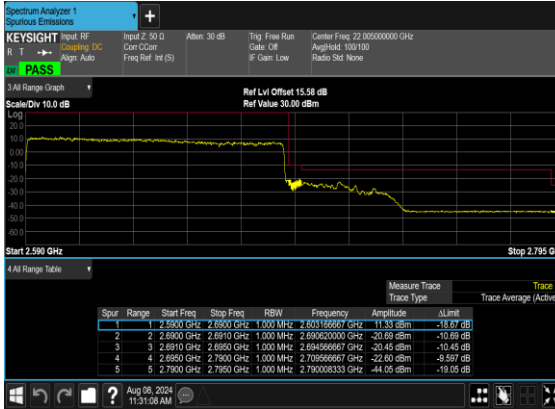 Spectrum Analyzer 1
Spurious Emissions
+
KEYSIGHT Input: RF Input Z: 50 Ω Atten: 30 dB Trig: Free Run Center Freq: 22.005000000 GHz
R T Coupling: DC Corr CCorr Gate: Off Avg|Hold: 100/100
Align: Auto Freq Ref: Int (S) IF Gain: Low Radio Std: None
PASS
3 All Range Graph
Ref Lvl Offset 15.58 dB
Scale/Div 10.0 dB Ref Value 30.00 dBm
Log
20.0
10.0
0.00
-10.0
-20.0
-30.0
-40.0
-50.0
-60.0
Start 2.590 GHz Stop 2.795 G
4 All Range Table
Measure Trace Trace
Trace Type Trace Average (Active
Spur Range Start Freq Stop Freq RBW Frequency Amplitude ΔLimit
1 1 2.5900 GHz 2.6900 GHz 1.000 MHz 2.603166667 GHz 11.33 dBm -18.67 dB
2 2 2.6900 GHz 2.6910 GHz 1.000 MHz 2.690620000 GHz -20.69 dBm -10.69 dB
3 3 2.6910 GHz 2.6950 GHz 1.000 MHz 2.694566667 GHz -20.45 dBm -10.45 dB
4 4 2.6950 GHz 2.7900 GHz 1.000 MHz 2.709566667 GHz -22.60 dBm -9.597 dB
5 5 2.7900 GHz 2.7950 GHz 1.000 MHz 2.790008333 GHz -44.05 dBm -19.05 dB
? Aug 08, 2024
11:31:08 AM